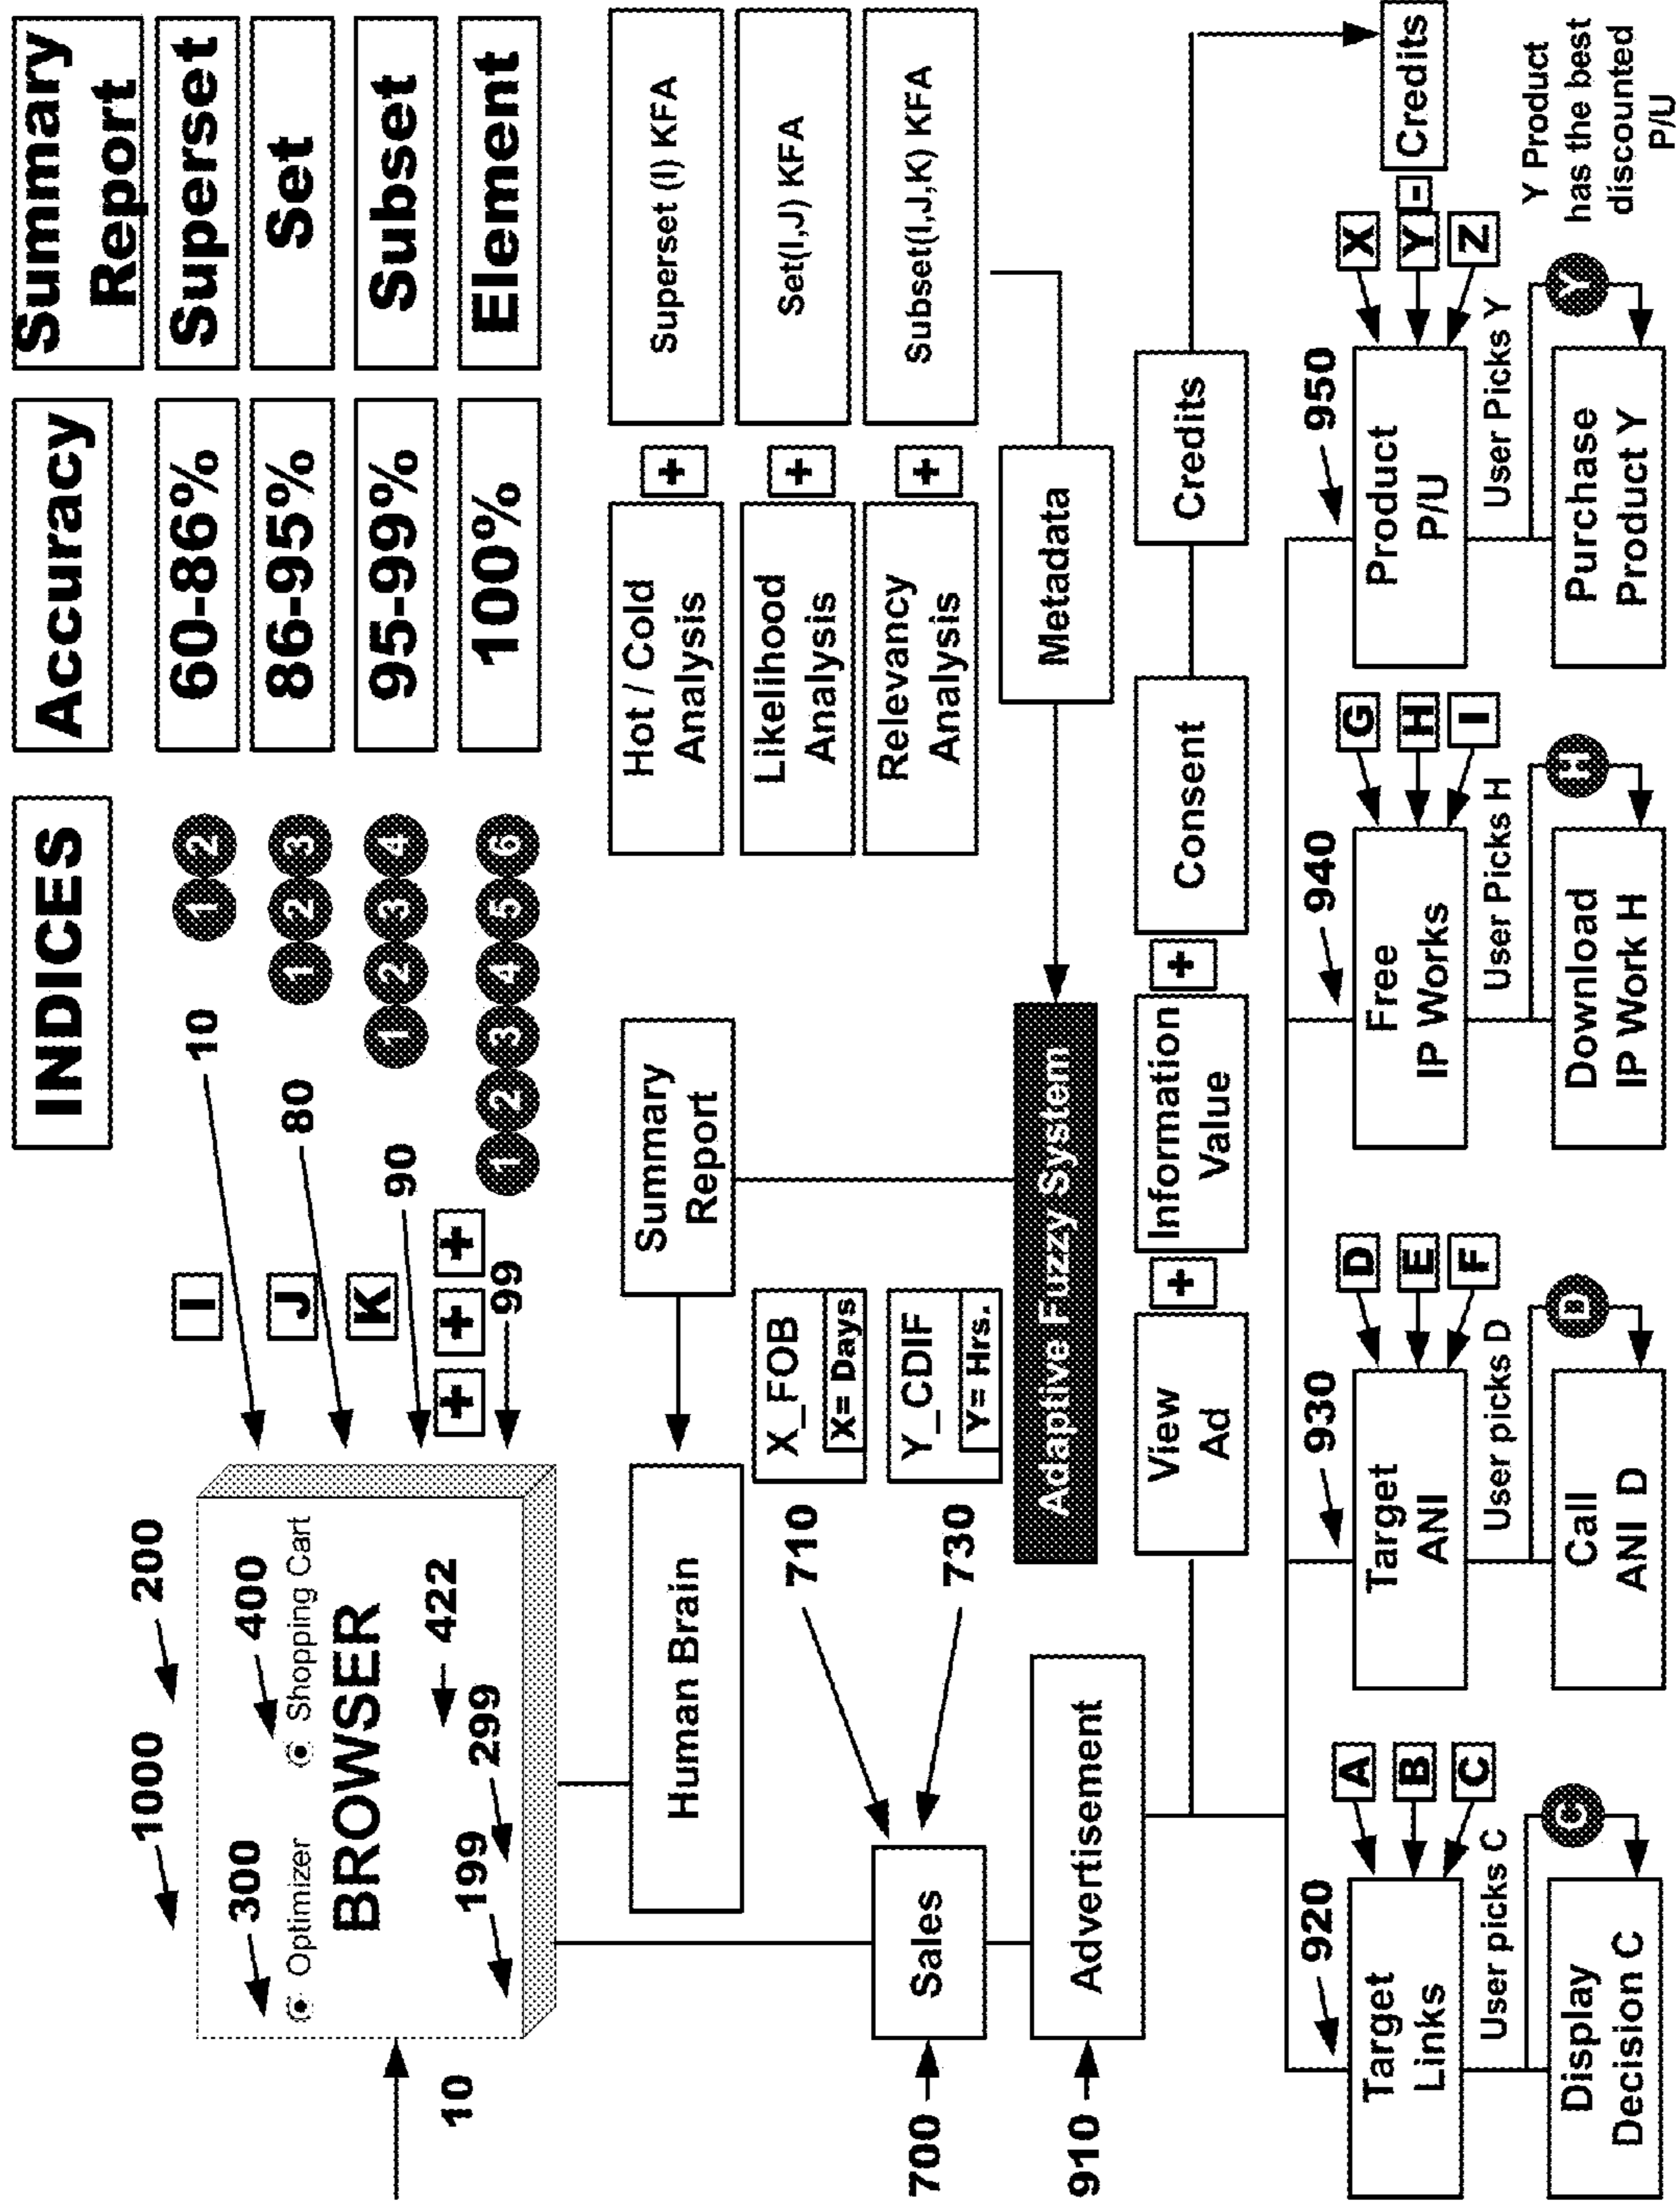 INDICES
Accuracy
Summary
Report
1000
200
300
400
Optimizer
Shopping Cart
BROWSER
422
199
299
10
I
10
1 2
60-86%
Superset
J
80
1 2 3
86-95%
Set
K
90
1 2 3 4
95-99%
Subset
+ + +
99
1 2 3 4 5 6
100%
Element
Human Brain
Summary
Report
Hot / Cold
Analysis
+
Superset (I) KFA
Likelihood
Analysis
+
Set(I,J) KFA
Relevancy
Analysis
+
Subset(I,J,K) KFA
710
X_FOB
X= Days
730
Y_CDIF
Y= Hrs.
700
Sales
Adaptive Fuzzy System
Metadata
910
Advertisement
View
Ad
+
Information
Value
+
Consent
Credits
920
Target
Links
A
B
C
User picks C
C
Display
Decision C
930
Target
ANI
D
E
F
User picks D
Call
ANI D
940
Free
IP Works
G
H
I
User Picks H
H
Download
IP Work H
950
Product
P/U
X
Y
Z
-
Credits
User Picks Y
Y
Purchase
Product Y
Y Product
has the best
discounted
P/U